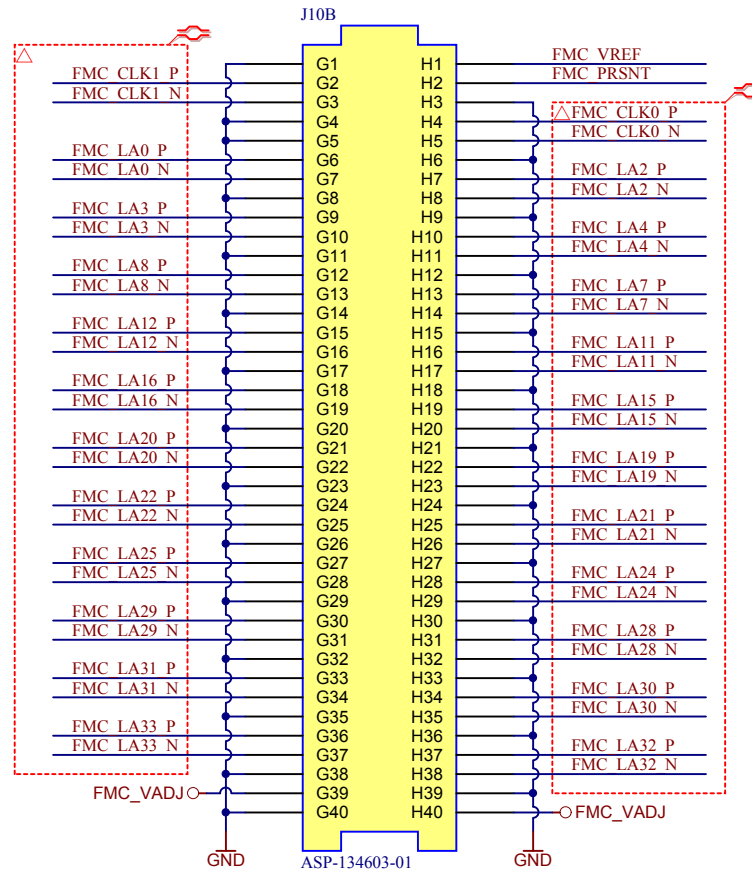 J10B
FMC_VREF
G1 H1
FMC_PRSNT
FMC_CLK1_P G2 H2
FMC_CLK1_N G3 H3
G4 H4 FMC_CLK0_P
G5 H5 FMC_CLK0_N
FMC_LA0_P G6 H6
FMC_LA0_N G7 H7 FMC_LA2_P
G8 H8 FMC_LA2_N
FMC_LA3_P G9 H9
FMC_LA3_N G10 H10 FMC_LA4_P
G11 H11 FMC_LA4_N
FMC_LA8_P G12 H12
FMC_LA8_N G13 H13 FMC_LA7_P
G14 H14 FMC_LA7_N
FMC_LA12_P G15 H15
FMC_LA12_N G16 H16 FMC_LA11_P
G17 H17 FMC_LA11_N
FMC_LA16_P G18 H18
FMC_LA16_N G19 H19 FMC_LA15_P
G20 H20 FMC_LA15_N
FMC_LA20_P G21 H21
FMC_LA20_N G22 H22 FMC_LA19_P
G23 H23 FMC_LA19_N
FMC_LA22_P G24 H24
FMC_LA22_N G25 H25 FMC_LA21_P
G26 H26 FMC_LA21_N
FMC_LA25_P G27 H27
FMC_LA25_N G28 H28 FMC_LA24_P
G29 H29 FMC_LA24_N
FMC_LA29_P G30 H30
FMC_LA29_N G31 H31 FMC_LA28_P
G32 H32 FMC_LA28_N
FMC_LA31_P G33 H33
FMC_LA31_N G34 H34 FMC_LA30_P
G35 H35 FMC_LA30_N
FMC_LA33_P G36 H36
FMC_LA33_N G37 H37 FMC_LA32_P
G38 H38 FMC_LA32_N
FMC_VADJ G39 H39
G40 H40 FMC_VADJ
GND GND
ASP-134603-01